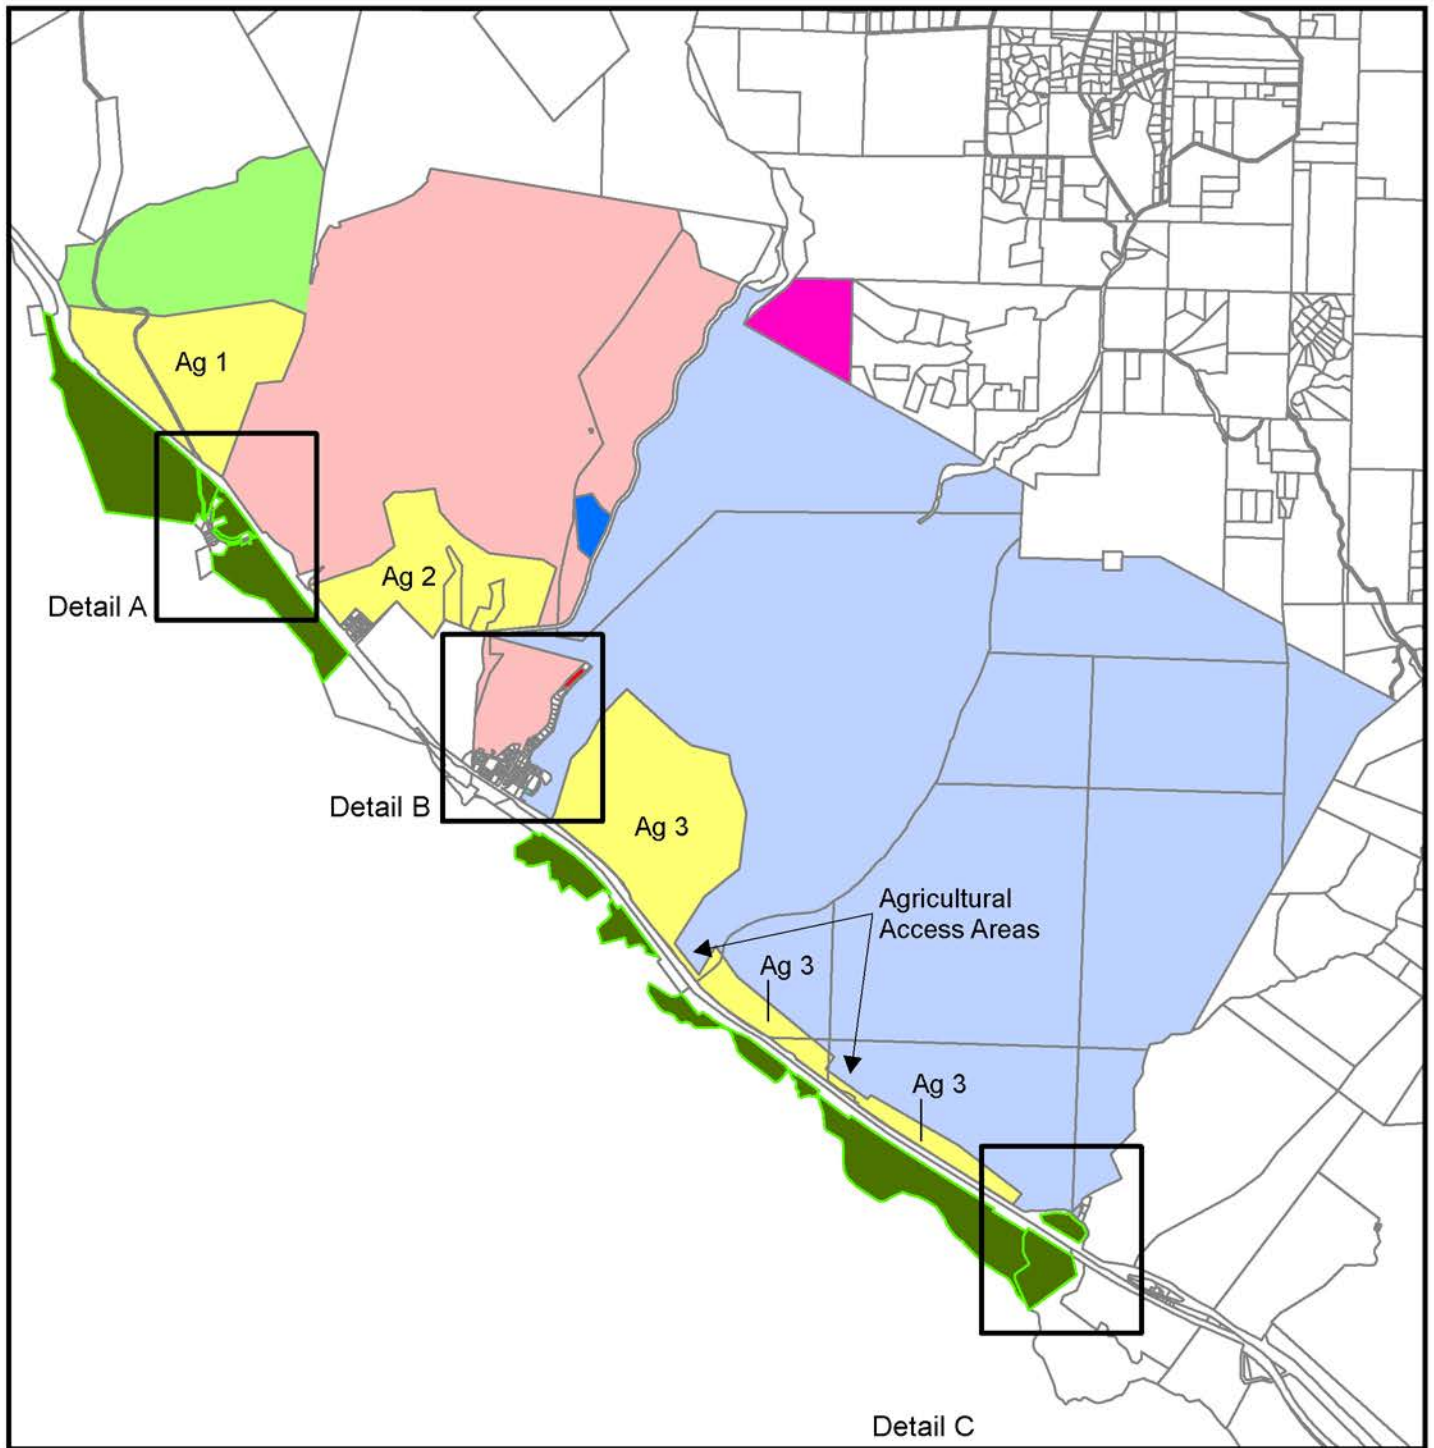 Ag 1
Ag 2
Detail A
Detail B
Ag 3
Agricultural
Access Areas
Ag 3
Ag 3
Detail C